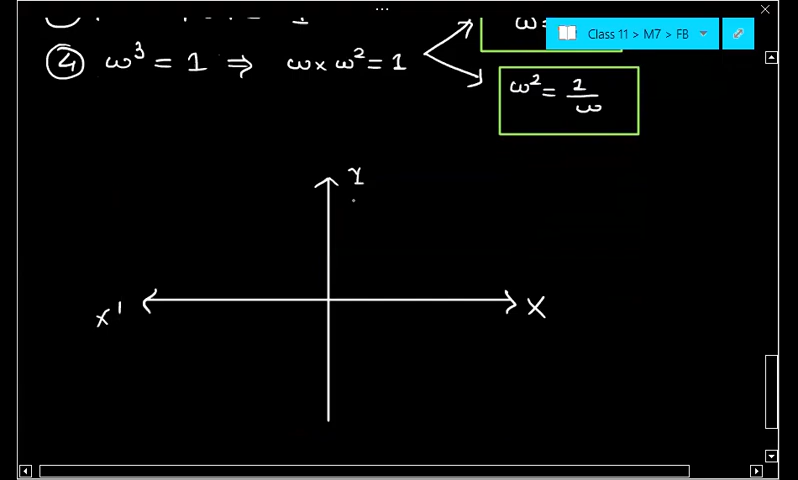 Class 11 > M7 > FB
② ω³ = 1 ⇒ ω × ω² = 1
ω² = 1/ω
Y
X' X